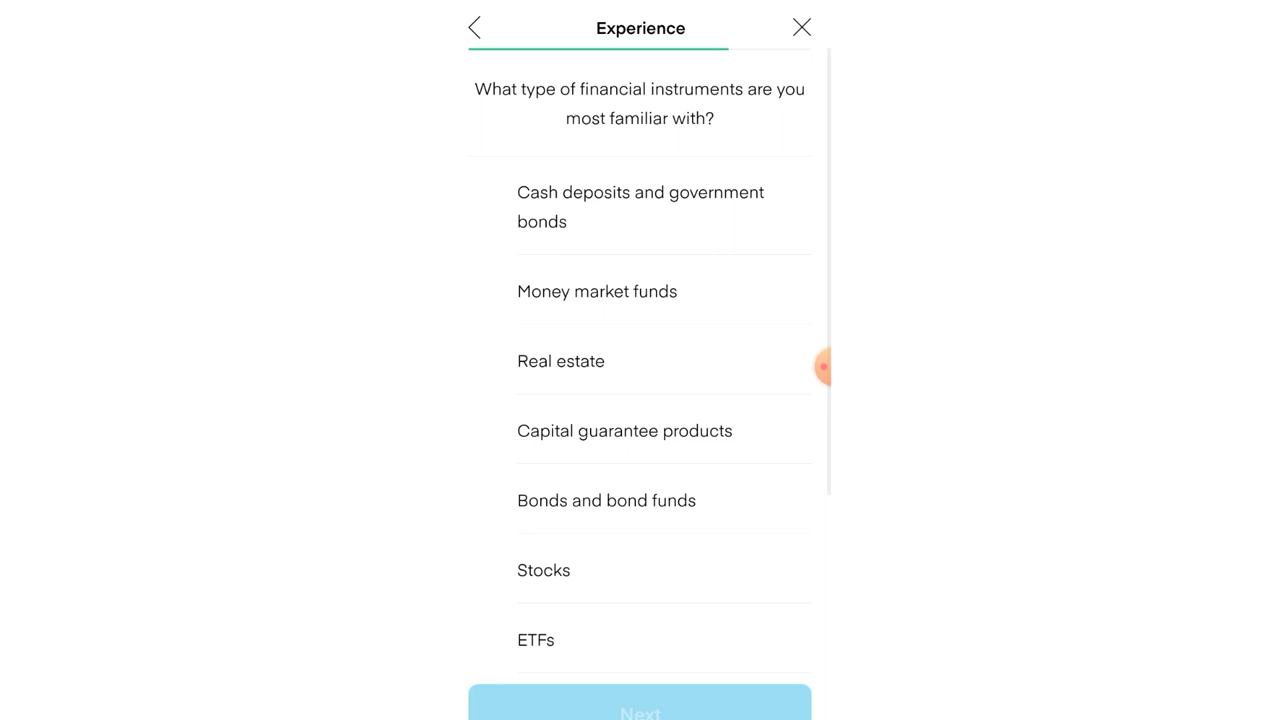 Experience
What type of financial instruments are you
most familiar with?
Cash deposits and government
bonds
Money market funds
Real estate
Capital guarantee products
Bonds and bond funds
Stocks
ETFs
Next